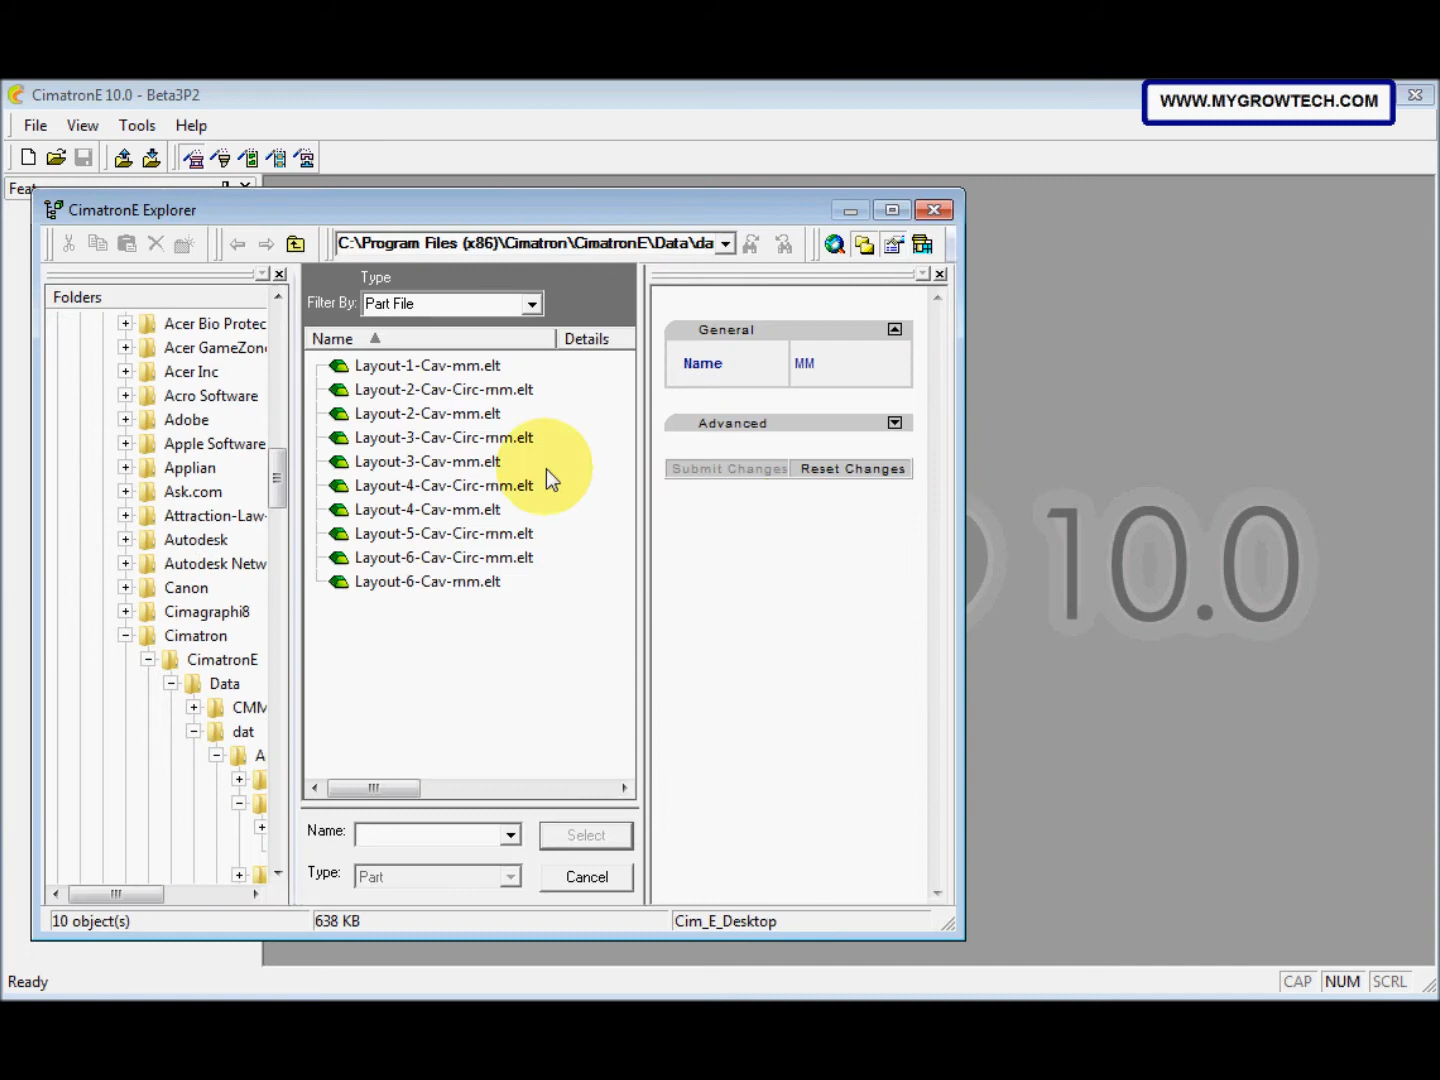 CimatronE 10.0 - Beta3P2
WWW.MYGROWTECH.COM
File View Tools Help
Feat
CimatronE Explorer
C:\Program Files (x86)\Cimatron\CimatronE\Data\da
Folders
Acer Bio Protec
Acer GameZone
Acer Inc
Acro Software
Adobe
Apple Software
Applian
Ask.com
Attraction-Law
Autodesk
Autodesk Netw
Canon
Cimagraphi8
Cimatron
CimatronE
Data
CMM
dat
A
Type
Filter By: Part File
Name Details
Layout-1-Cav-mm.elt
Layout-2-Cav-Circ-mm.elt
Layout-2-Cav-mm.elt
Layout-3-Cav-Circ-mm.elt
Layout-3-Cav-mm.elt
Layout-4-Cav-Circ-mm.elt
Layout-4-Cav-mm.elt
Layout-5-Cav-Circ-mm.elt
Layout-6-Cav-Circ-mm.elt
Layout-6-Cav-mm.elt
Name: Select
Type: Part Cancel
General
Name MM
Advanced
Submit Changes Reset Changes
10.0
10 object(s) 638 KB Cim_E_Desktop
Ready CAP NUM SCRL